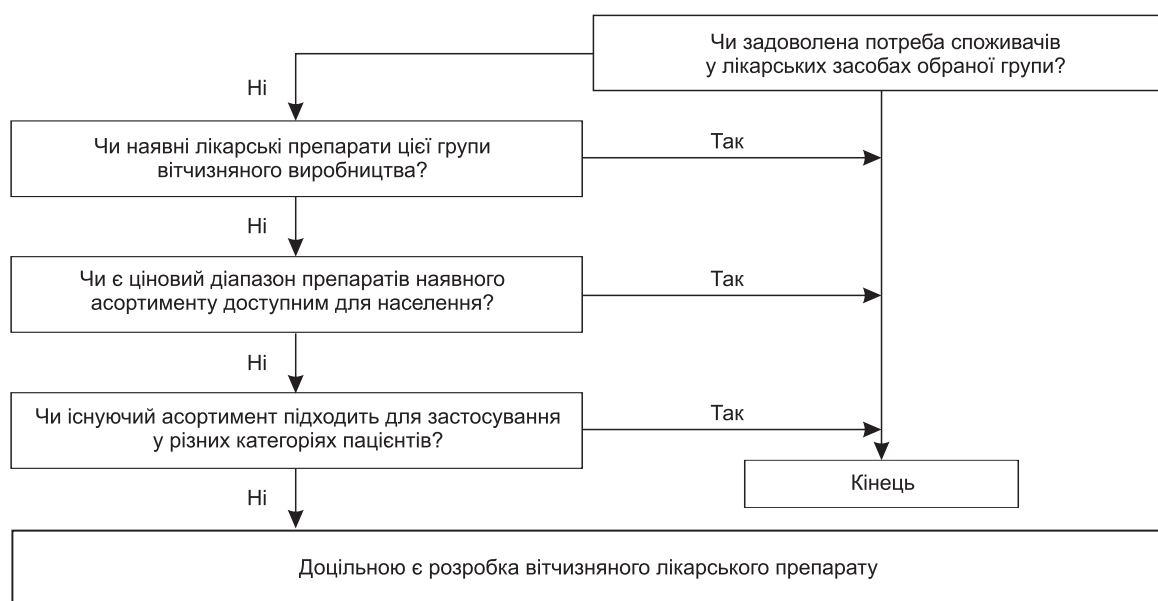 Чи задоволена потреба споживачів
у лікарських засобах обраної групи?
Ні
Чи наявні лікарські препарати цієї групи
вітчизняного виробництва?
Так
Ні
Чи є ціновий діапазон препаратів наявного
асортименту доступним для населення?
Так
Ні
Чи існуючий асортимент підходить для застосування
у різних категоріях пацієнтів?
Так
Кінець
Ні
Доцільною є розробка вітчизняного лікарського препарату